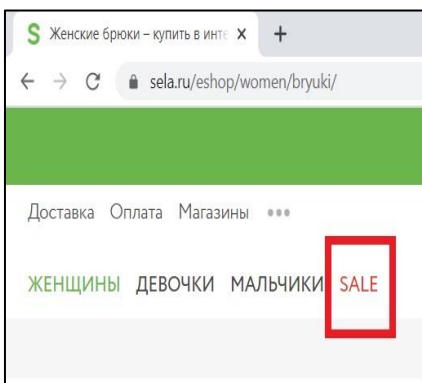 S Женские брюки – купить в инте × +
sela.ru/eshop/women/bryuki/
Доставка Оплата Магазины •••
ЖЕНЩИНЫ ДЕВОЧКИ МАЛЬЧИКИ SALE